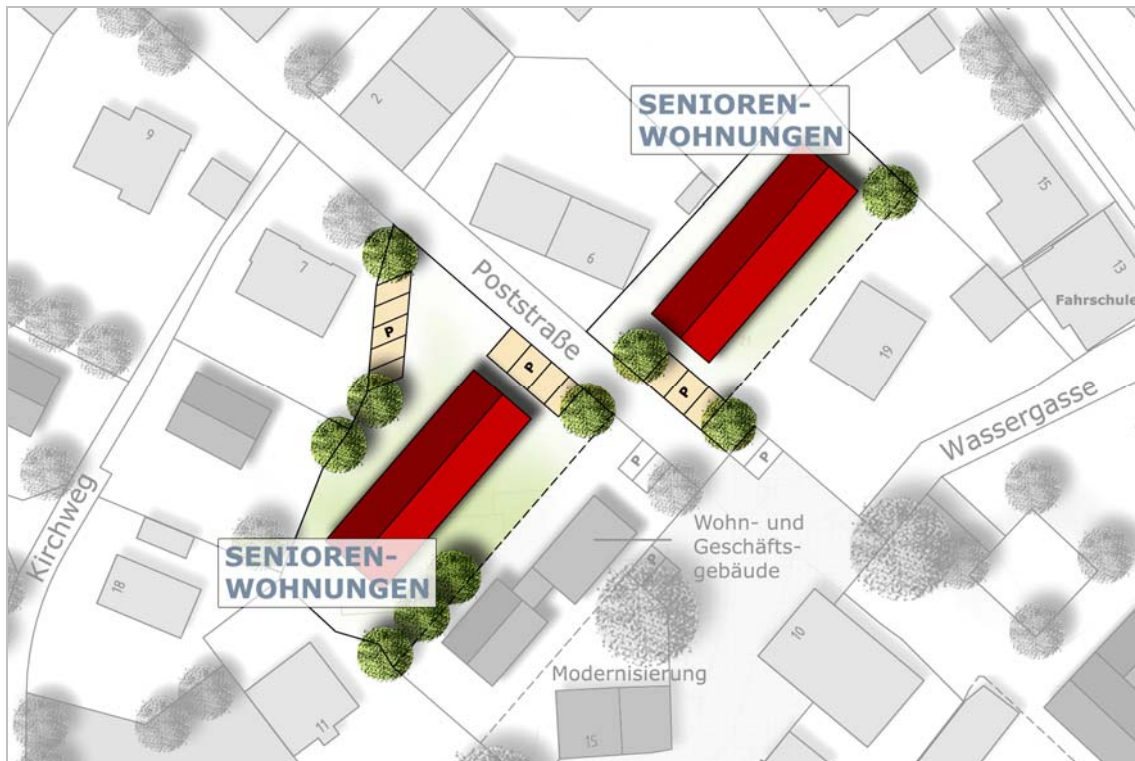 2
9
SENIOREN-
WOHNUNGEN
15
7
6
Poststraße
13
Fahrschule
P
P
P
19
Wassergasse
P
P
Kirchweg
Wohn- und
Geschäfts-
gebäude
SENIOREN-
WOHNUNGEN
P
18
10
Modernisierung
11
15